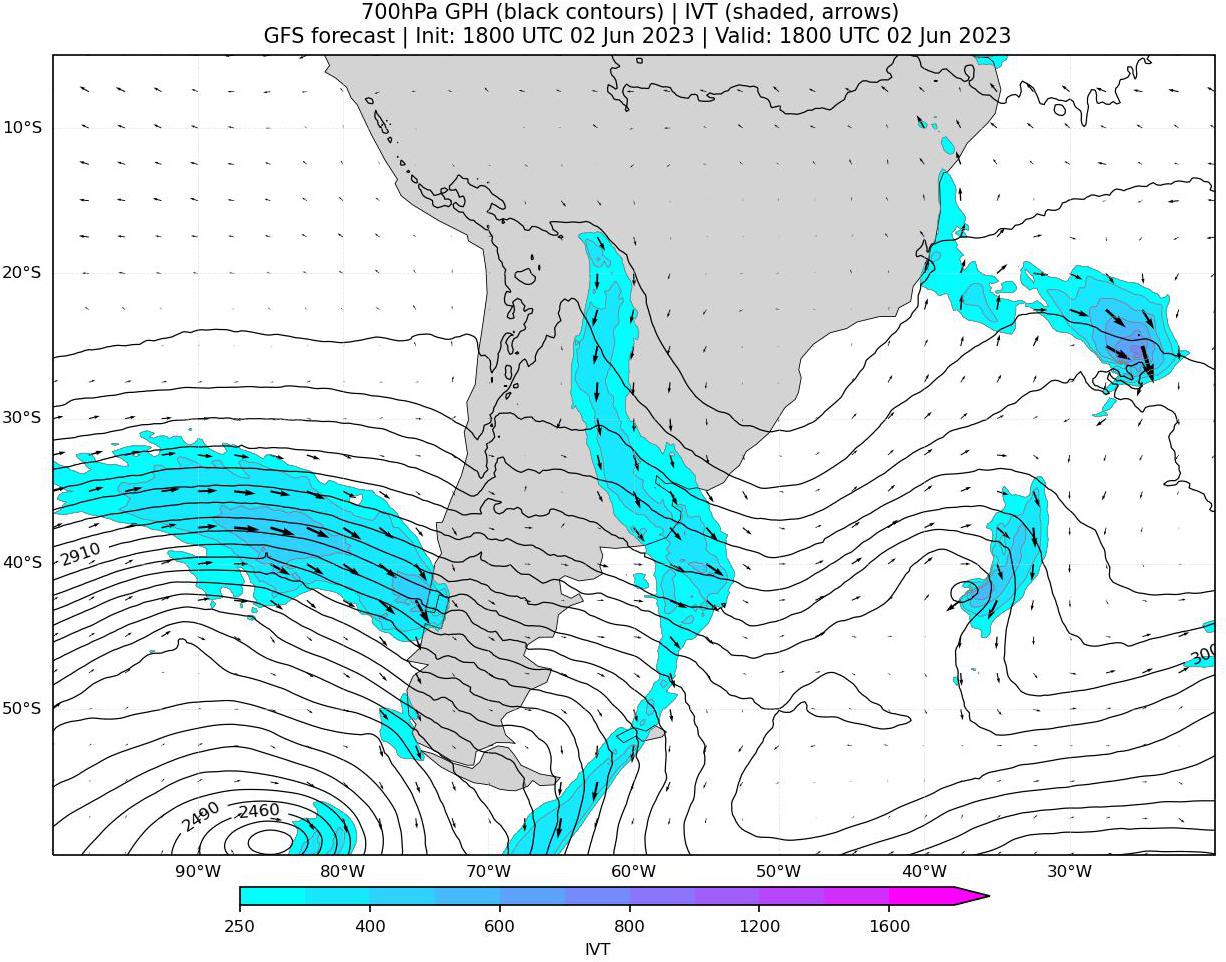 700hPa GPH (black contours) | IVT (shaded, arrows)
GFS forecast | Init: 1800 UTC 02 Jun 2023 | Valid: 1800 UTC 02 Jun 2023
10°S
20°S
30°S
2910
40°S
300
50°S
2490
2460
90°W
80°W
70°W
60°W
50°W
40°W
30°W
250
400
600
800
1200
1600
IVT